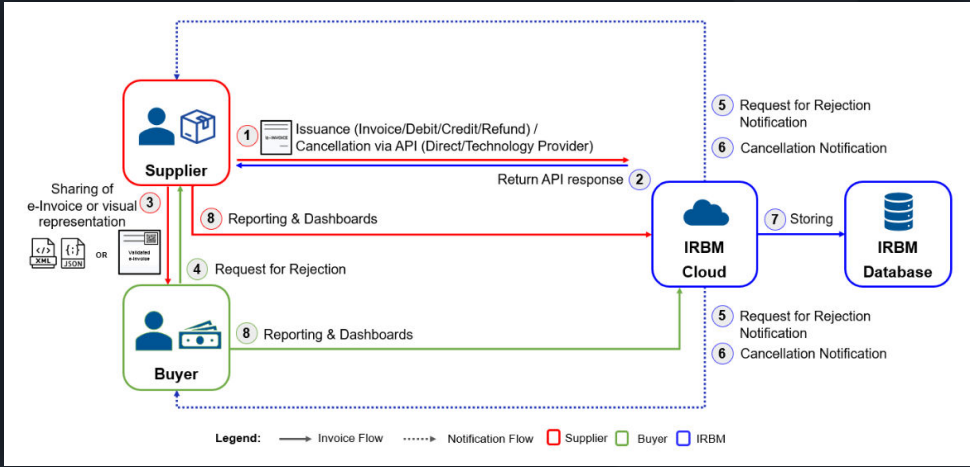 1
e-INVOICE
Issuance (Invoice/Debit/Credit/Refund) /
Cancellation via API (Direct/Technology Provider)
Supplier
Return API response
2
5
Request for Rejection
Notification
6
Cancellation Notification
Sharing of
e-Invoice or visual
representation
3
</>
XML
{;}
JSON
OR
Validated
e-Invoice
8
Reporting & Dashboards
4
Request for Rejection
IRBM
Cloud
7
Storing
IRBM
Database
Buyer
8
Reporting & Dashboards
5
Request for Rejection
Notification
6
Cancellation Notification
Legend:
Invoice Flow
Notification Flow
Supplier
Buyer
IRBM